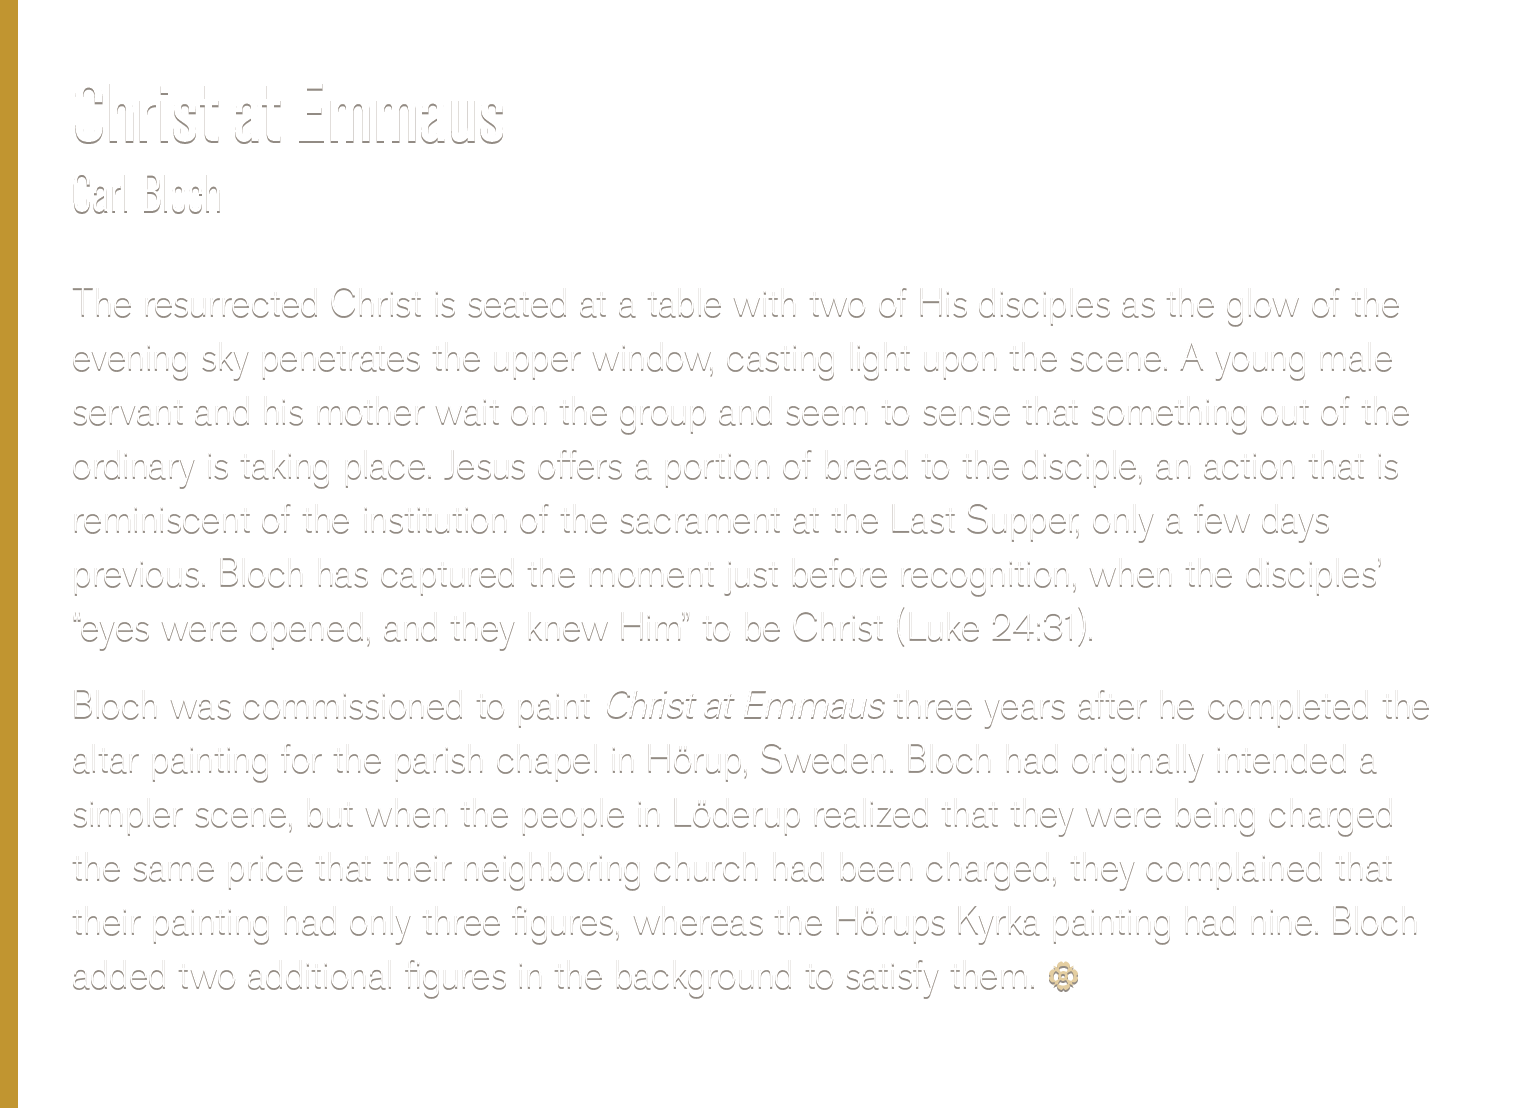 Christ at Emmaus
Carl Bloch
The resurrected Christ is seated at a table with two of His disciples as the glow of the
evening sky penetrates the upper window, casting light upon the scene. A young male
servant and his mother wait on the group and seem to sense that something out of the
ordinary is taking place. Jesus offers a portion of bread to the disciple, an action that is
reminiscent of the institution of the sacrament at the Last Supper, only a few days
previous. Bloch has captured the moment just before recognition, when the disciples’
“eyes were opened, and they knew Him” to be Christ (Luke 24:31).
Bloch was commissioned to paint Christ at Emmaus three years after he completed the
altar painting for the parish chapel in Hörup, Sweden. Bloch had originally intended a
simpler scene, but when the people in Löderup realized that they were being charged
the same price that their neighboring church had been charged, they complained that
their painting had only three figures, whereas the Hörups Kyrka painting had nine. Bloch
added two additional figures in the background to satisfy them.